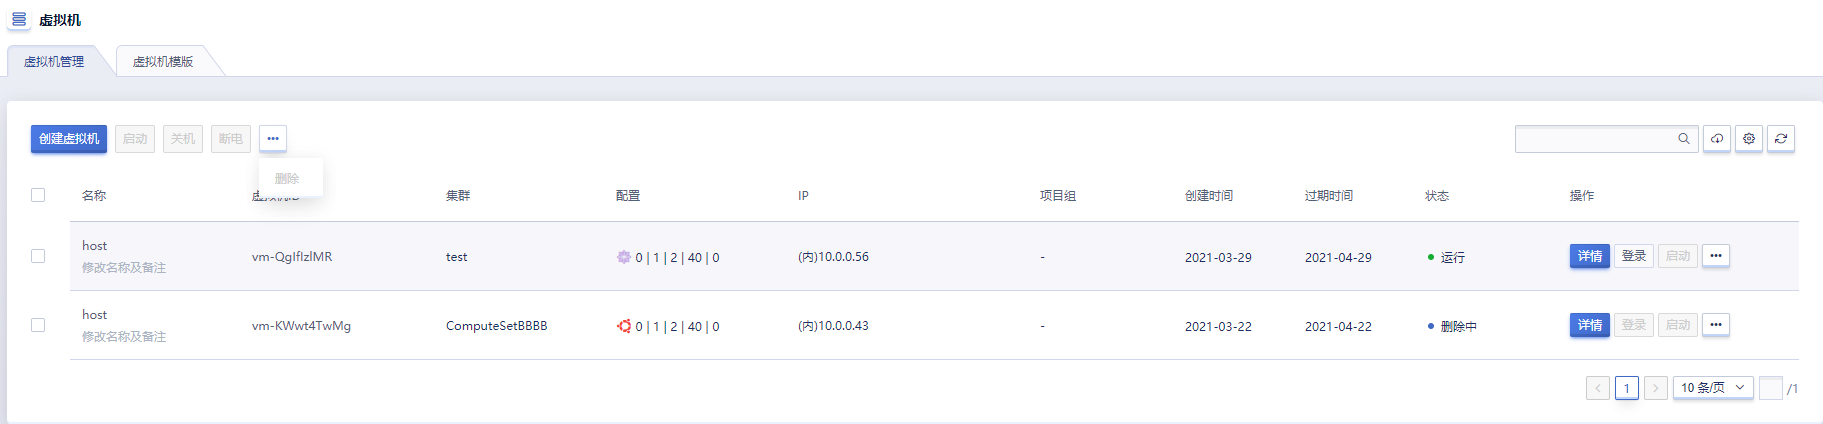 虚拟机
虚拟机管理 虚拟机模版
创建虚拟机 启动 关机 断电 •••
删除
名称 虚拟机ID 集群 配置 IP 项目组 创建时间 过期时间 状态 操作
host
修改名称及备注 vm-QgIfIzlMR test 0 | 1 | 2 | 40 | 0 (内)10.0.0.56 - 2021-03-29 2021-04-29 运行 详情 登录 启动 •••
host
修改名称及备注 vm-KWwt4TwMg ComputeSetBBBB 0 | 1 | 2 | 40 | 0 (内)10.0.0.43 - 2021-03-22 2021-04-22 删除中 详情 登录 启动 •••
< 1 > 10 条/页 /1